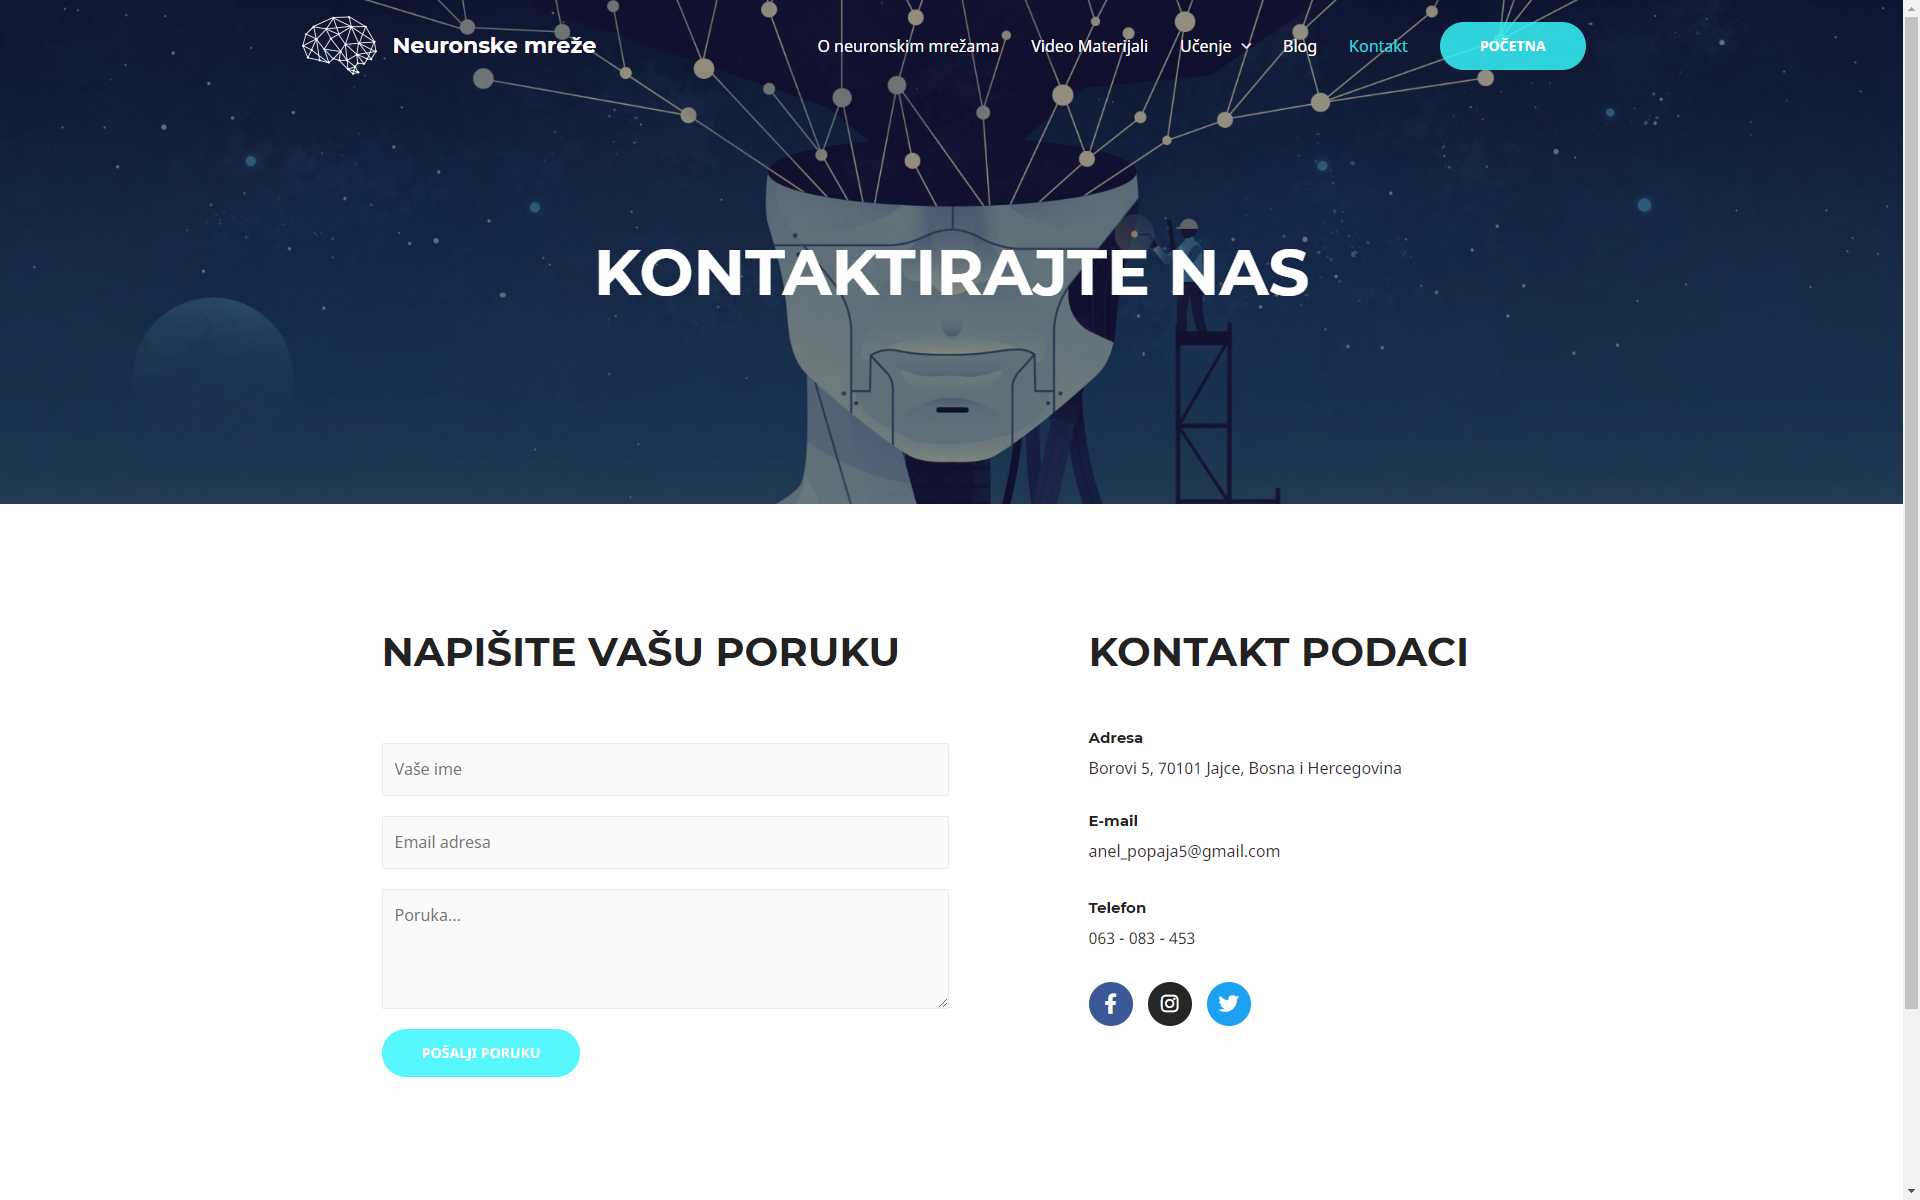 Neuronske mreže
O neuronskim mrežama
Video Materijali
Učenje
Blog
Kontakt
POČETNA
KONTAKTIRAJTE NAS
NAPIŠITE VAŠU PORUKU
Vaše ime
Email adresa
Poruka...
POŠALJI PORUKU
KONTAKT PODACI
Adresa
Borovi 5, 70101 Jajce, Bosna i Hercegovina
E-mail
anel_popaja5@gmail.com
Telefon
063 - 083 - 453